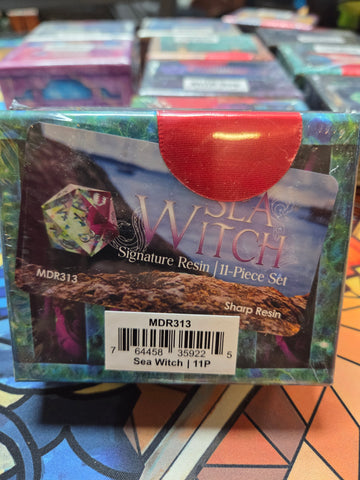 SEA
WITCH
Signature Resin | 11-Piece Set
MDR313
Sharp Resin
MDR313
7 64458 35922 5
Sea Witch | 11P